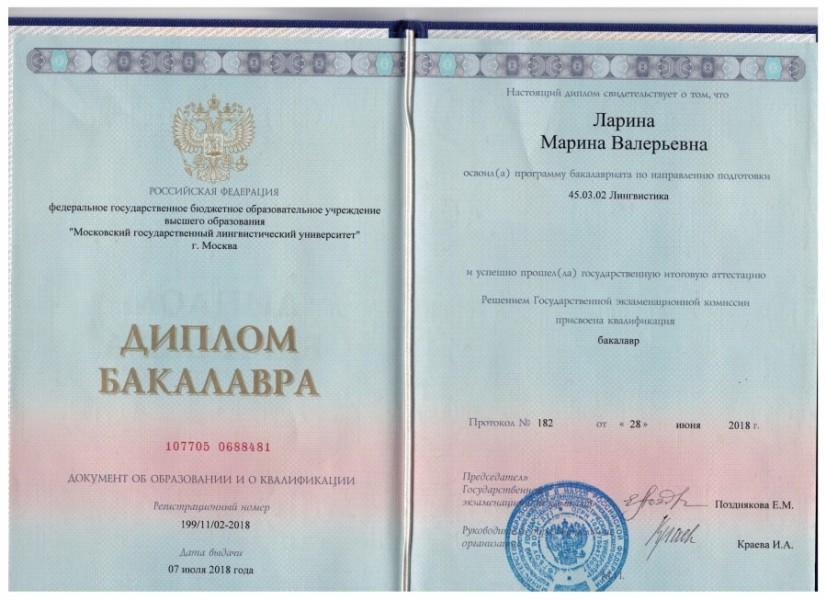 РОССИЙСКАЯ ФЕДЕРАЦИЯ
федеральное государственное бюджетное образовательное учреждение
высшего образования
"Московский государственный лингвистический университет"
г. Москва
ДИПЛОМ
БАКАЛАВРА
107705 0688481
ДОКУМЕНТ ОБ ОБРАЗОВАНИИ И О КВАЛИФИКАЦИИ
Регистрационный номер
199/11/02-2018
Дата выдачи
07 июля 2018 года
Настоящий диплом свидетельствует о том, что
Ларина
Марина Валерьевна
освоил(а) программу бакалавриата по направлению подготовки
45.03.02 Лингвистика
и успешно прошел(ла) государственную итоговую аттестацию
Решением Государственной экзаменационной комиссии
присвоена квалификация
бакалавр
Протокол № 182 от « 28 » июня 2018 г.
Председатель
Государственной
экзаменационной
Позднякова Е.М.
Руководитель
организации
Краева И.А.